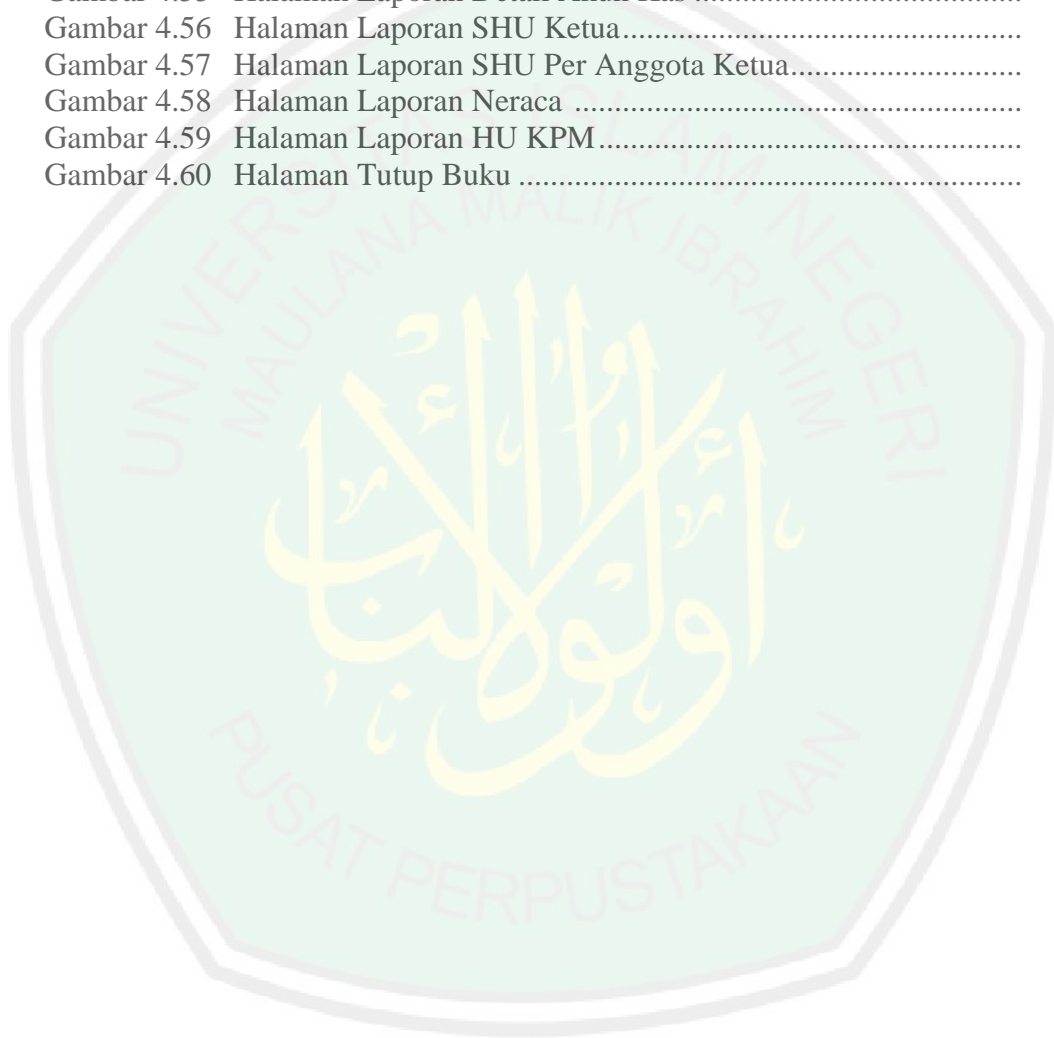 Gambar 4.56 Halaman Laporan SHU Ketua......................................................
Gambar 4.57 Halaman Laporan SHU Per Anggota Ketua...............................
Gambar 4.58 Halaman Laporan Neraca ..........................................................
Gambar 4.59 Halaman Laporan HU KPM.......................................................
Gambar 4.60 Halaman Tutup Buku .................................................................
UNIVERSITAS ISLAM NEGERI
MAULANA MALIK IBRAHIM
أولوا الألباب
PUSAT PERPUSTAKAAN